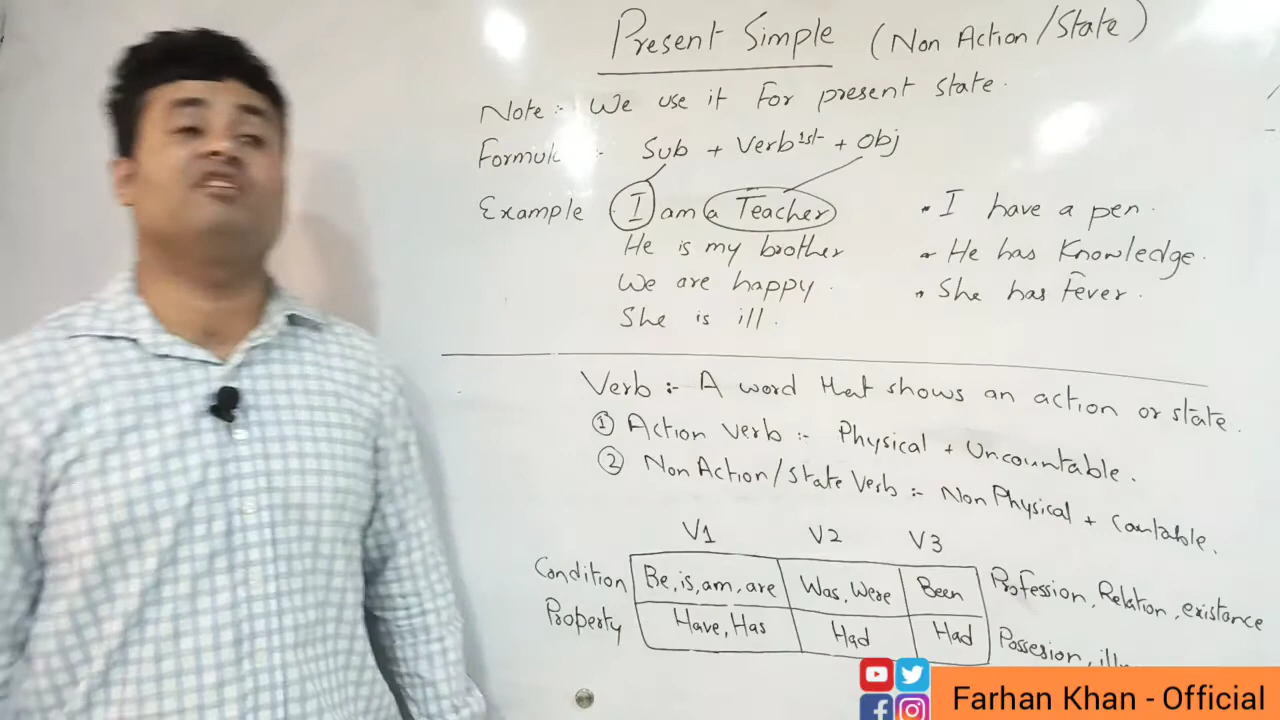 Present Simple (Non Action/State)
Note:- We use it for present state.
Formul :- Sub + Verb 1st + Obj
Example I am a Teacher
He is my brother
We are happy.
She is ill.
I have a pen.
He has Knowledge.
She has Fever.
Verb:- A word that shows an action or state.
① Action Verb:- Physical + Uncountable.
② Non Action/State Verb:- Non Physical + Countable.
V1 V2 V3
Condition Be, is, am, are Was, Were Been Profession, Relation, existance
Property Have, Has Had Had Possesion,
Farhan Khan - Official